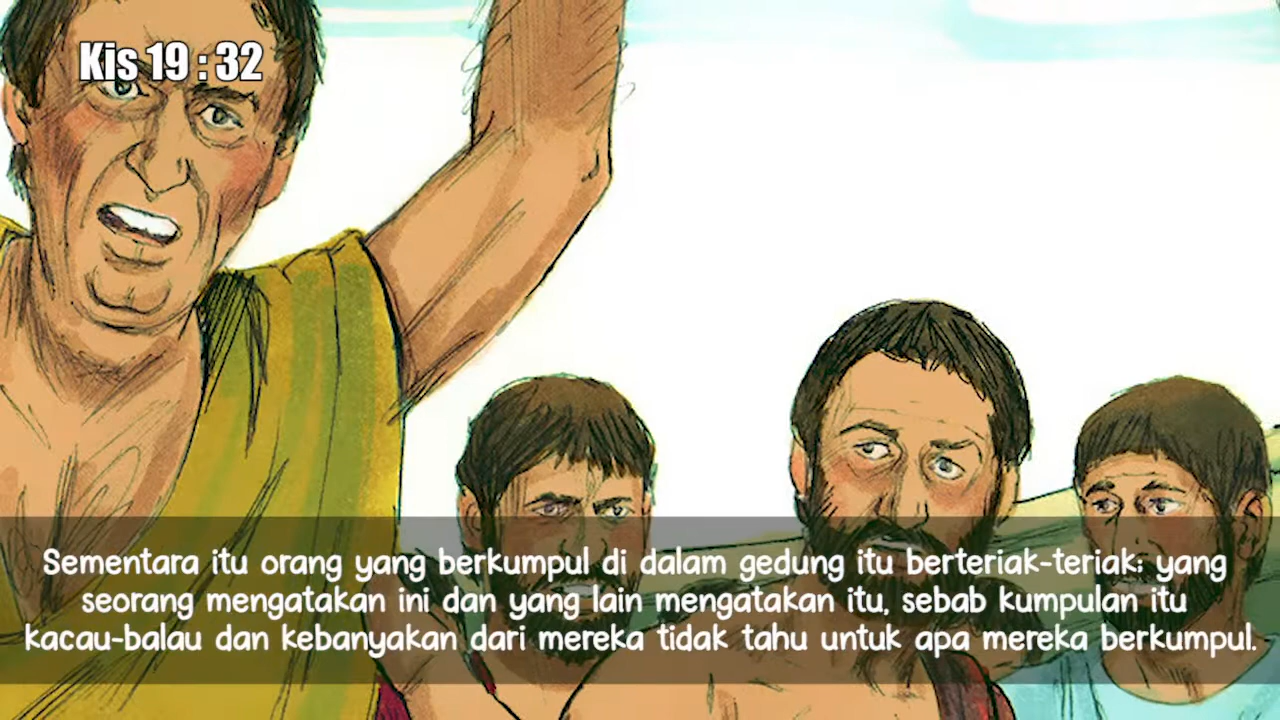 Kis 19 : 32
Sementara itu orang yang berkumpul di dalam gedung itu berteriak-teriak; yang
seorang mengatakan ini dan yang lain mengatakan itu, sebab kumpulan itu
kacau-balau dan kebanyakan dari mereka tidak tahu untuk apa mereka berkumpul.